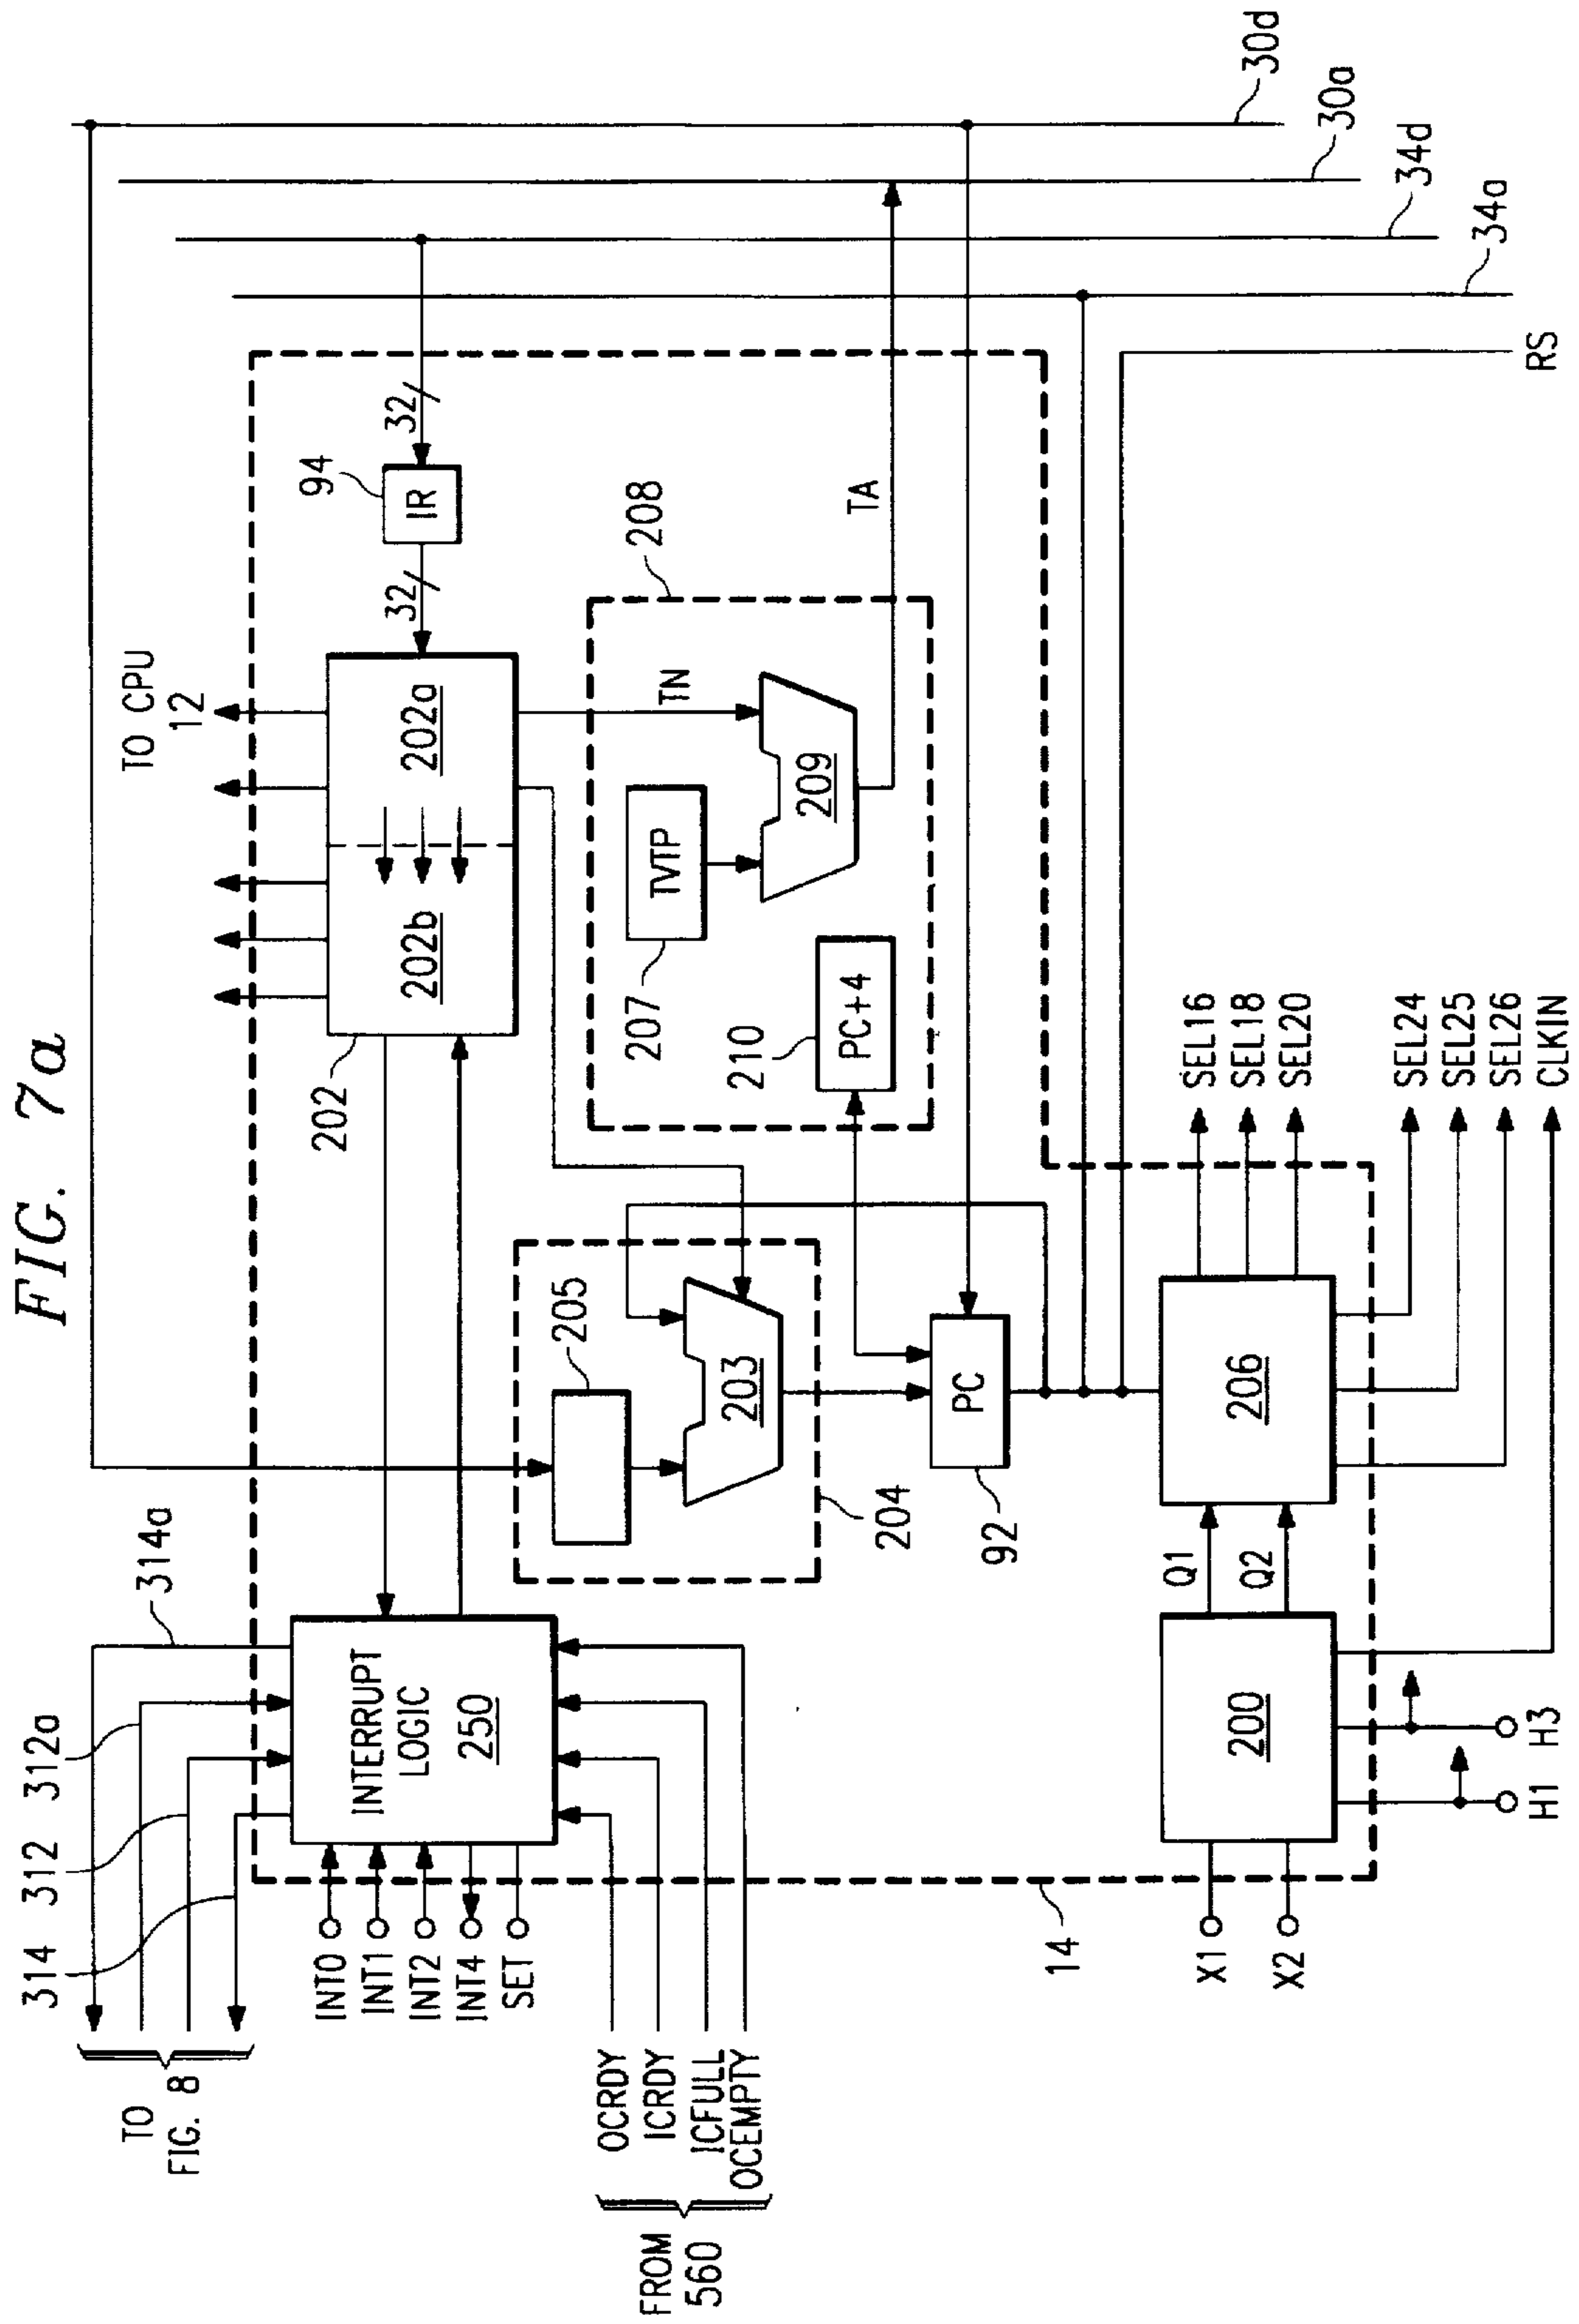 FIG. 7a
TO
FIG. 8
314
312
312a
314a
INT0
INT1
INT2
INT4
SET
INTERRUPT
LOGIC
250
FROM
560
OCRDY
ICRDY
ICFULL
OCEMPTY
202
202b
202a
TO CPU
12
32
IR
94
32
205
203
204
207
TVTP
TN
209
208
210
PC+4
TA
PC
92
14
X1
X2
200
H1
H3
Q1
Q2
206
SEL16
SEL18
SEL20
SEL24
SEL25
SEL26
CLKIN
30d
30a
34d
34a
RS